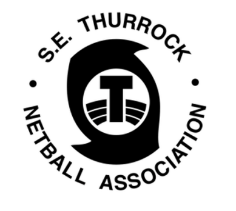 S.E. THURROCK
T
• NETBALL ASSOCIATION •